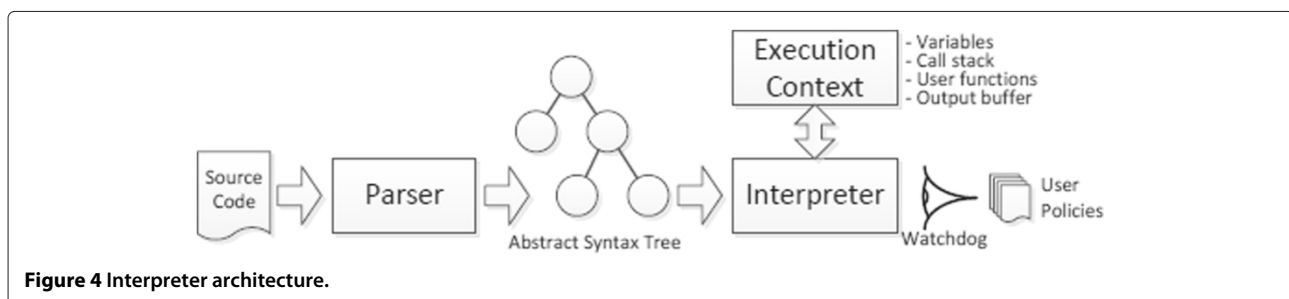 Execution
Context
- Variables
- Call stack
- User functions
- Output buffer
Source
Code
Parser
Abstract Syntax Tree
Interpreter
Watchdog
User
Policies
Figure 4 Interpreter architecture.